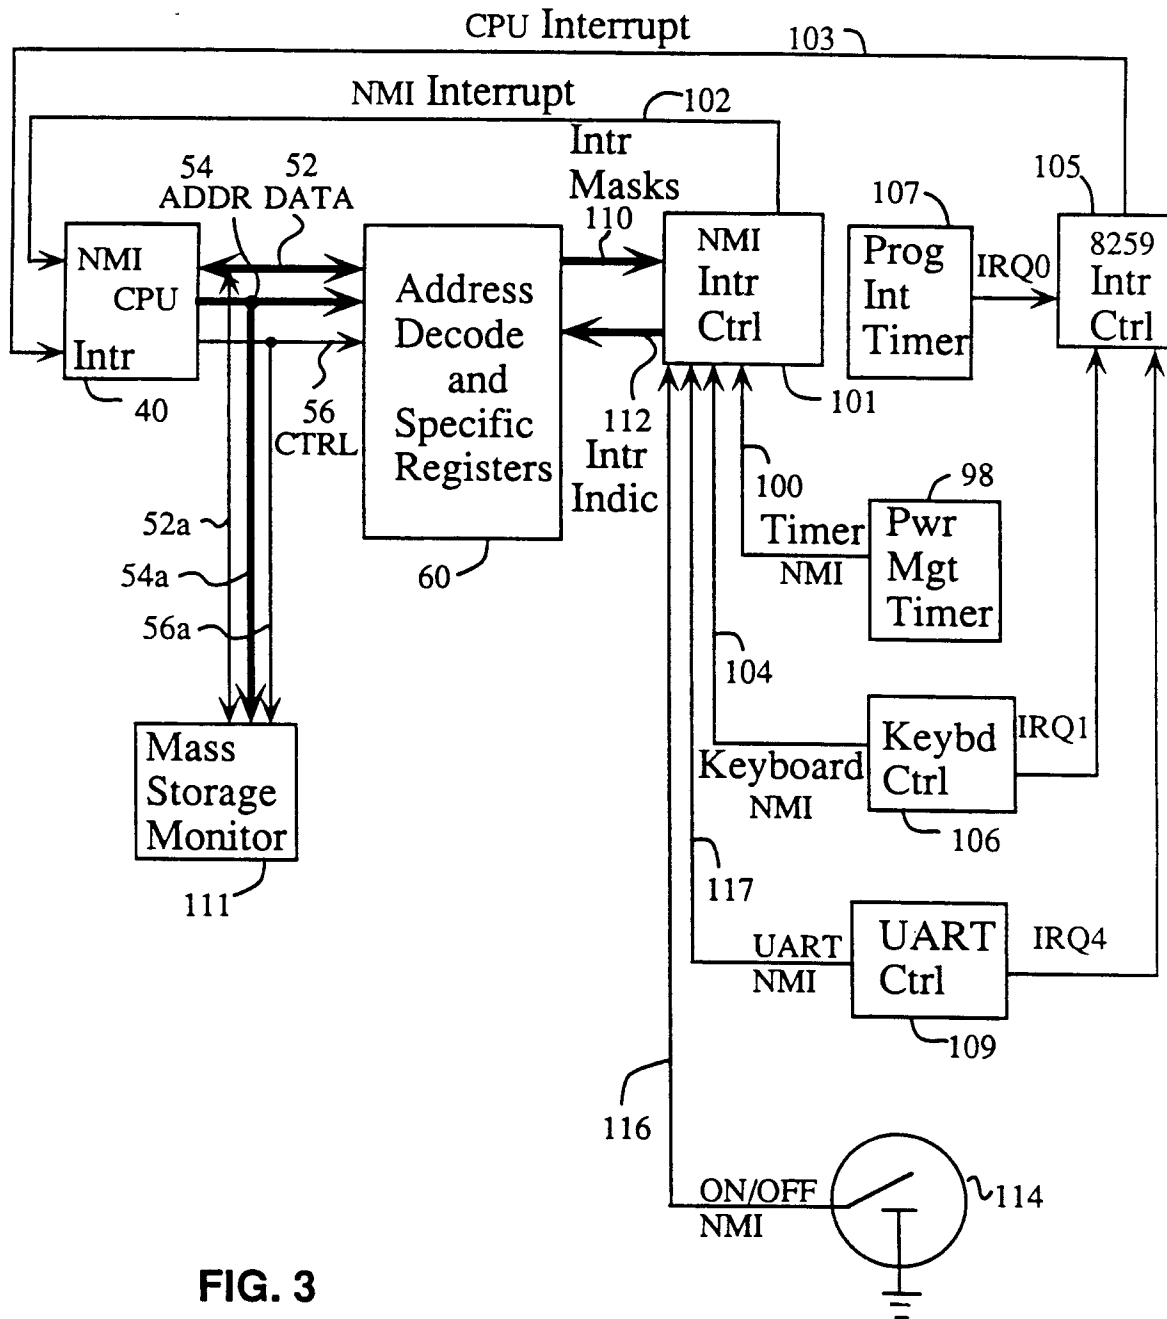 CPU Interrupt
103
NMI Interrupt
102
54
ADDR
52
DATA
Intr
Masks
110
107
105
NMI
CPU
Intr
40
Address
Decode
and
Specific
Registers
60
NMI
Intr
Ctrl
101
Prog
Int
Timer
IRQ0
8259
Intr
Ctrl
56
CTRL
112
Intr
Indic
100
Timer
NMI
98
Pwr
Mgt
Timer
52a
54a
56a
104
Mass
Storage
Monitor
111
Keyboard
NMI
Keybd
Ctrl
106
IRQ1
117
UART
NMI
UART
Ctrl
109
IRQ4
116
ON/OFF
NMI
114
FIG. 3